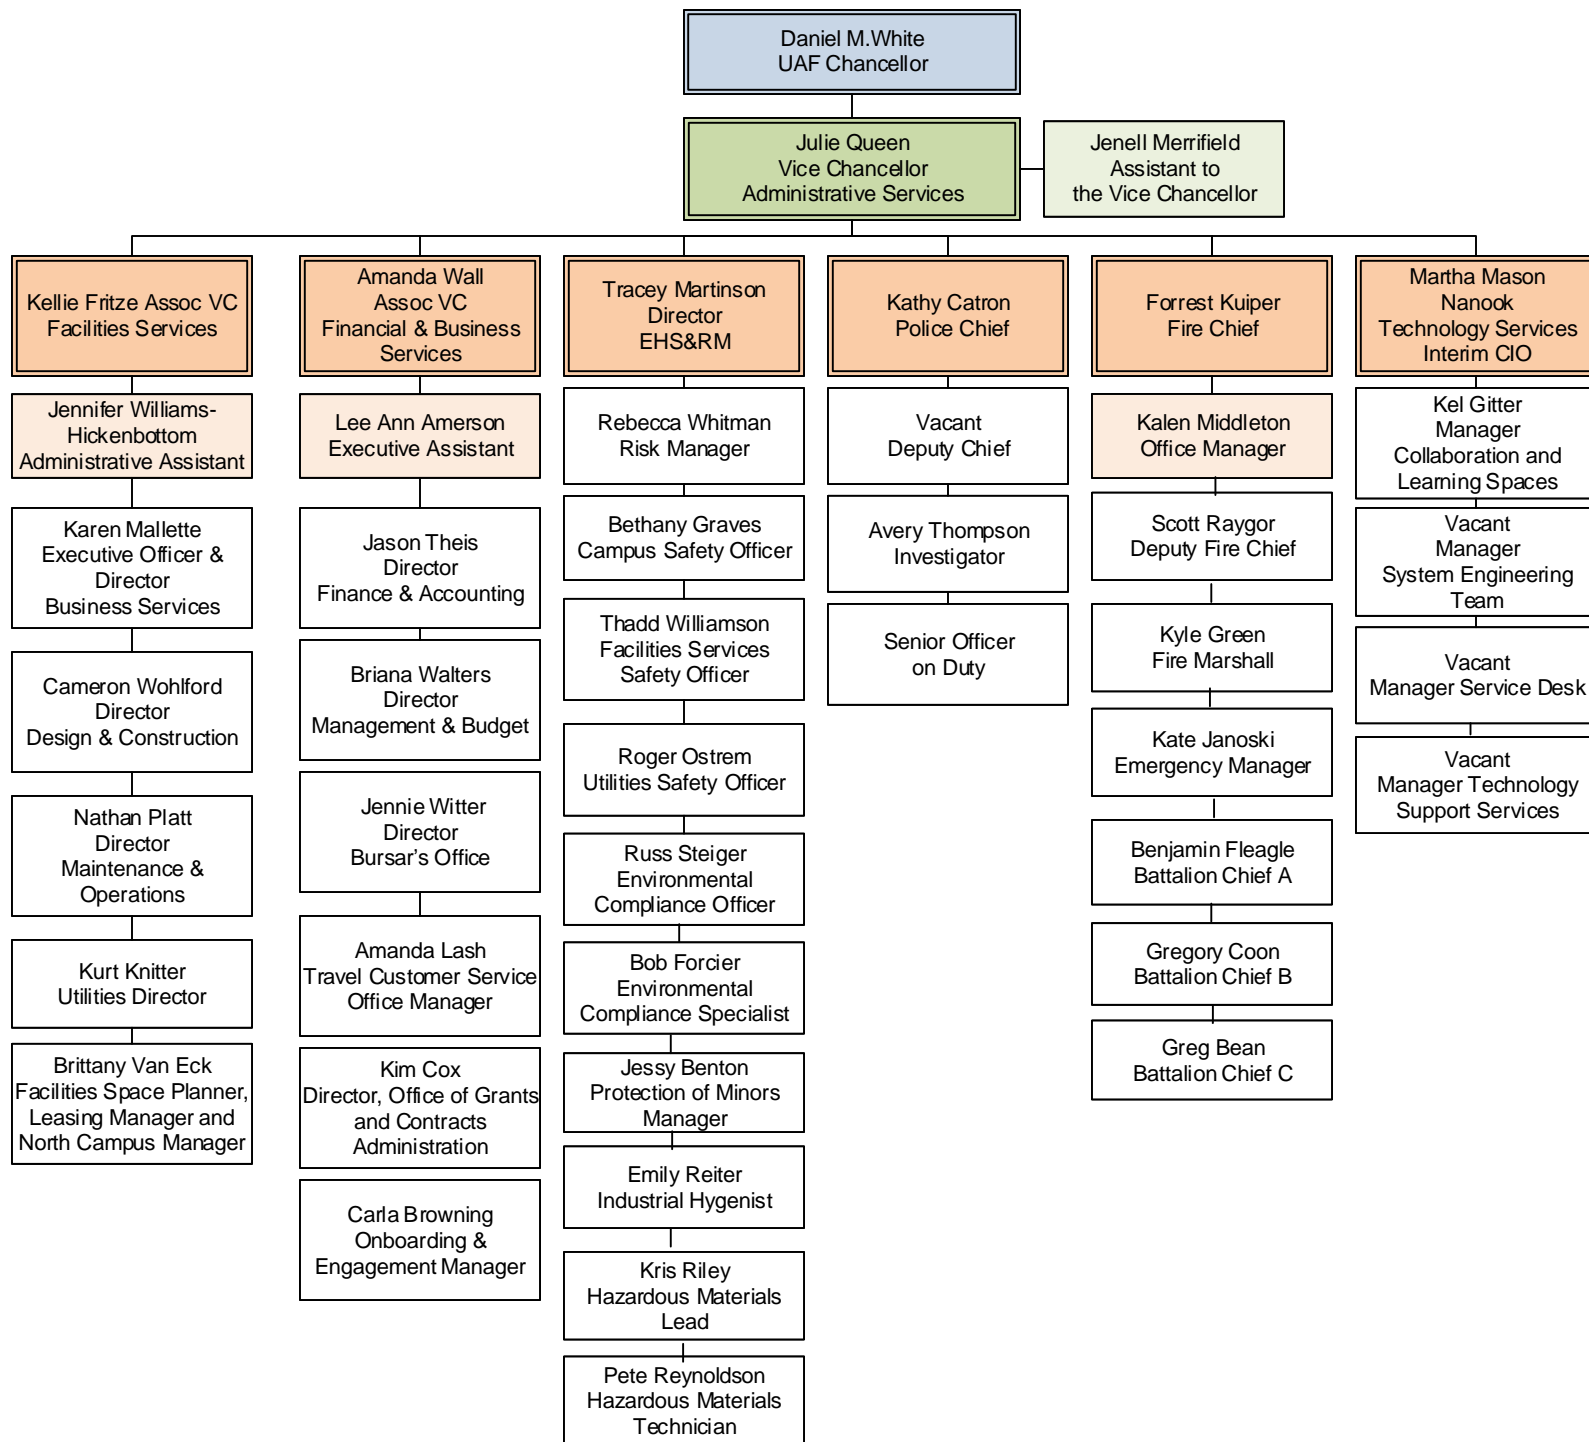 Daniel M.White
UAF Chancellor
Julie Queen
Vice Chancellor
Administrative Services
Jenell Merrifield
Assistant to
the Vice Chancellor
Kellie Fritze Assoc VC
Facilities Services
Amanda Wall
Assoc VC
Financial & Business
Services
Tracey Martinson
Director
EHS&RM
Kathy Catron
Police Chief
Forrest Kuiper
Fire Chief
Martha Mason
Nanook
Technology Services
Interim CIO
Jennifer Williams-
Hickenbottom
Administrative Assistant
Karen Mallette
Executive Officer &
Director
Business Services
Cameron Wohlford
Director
Design & Construction
Nathan Platt
Director
Maintenance &
Operations
Kurt Knitter
Utilities Director
Brittany Van Eck
Facilities Space Planner,
Leasing Manager and
North Campus Manager
Lee Ann Amerson
Executive Assistant
Jason Theis
Director
Finance & Accounting
Briana Walters
Director
Management & Budget
Jennie Witter
Director
Bursar's Office
Amanda Lash
Travel Customer Service
Office Manager
Kim Cox
Director, Office of Grants
and Contracts
Administration
Carla Browning
Onboarding &
Engagement Manager
Rebecca Whitman
Risk Manager
Bethany Graves
Campus Safety Officer
Thadd Williamson
Facilities Services
Safety Officer
Roger Ostrem
Utilities Safety Officer
Russ Steiger
Environmental
Compliance Officer
Bob Forcier
Environmental
Compliance Specialist
Jessy Benton
Protection of Minors
Manager
Emily Reiter
Industrial Hygenist
Kris Riley
Hazardous Materials
Lead
Pete Reynoldson
Hazardous Materials
Technician
Vacant
Deputy Chief
Avery Thompson
Investigator
Senior Officer
on Duty
Kalen Middleton
Office Manager
Scott Raygor
Deputy Fire Chief
Kyle Green
Fire Marshall
Kate Janoski
Emergency Manager
Benjamin Fleagle
Battalion Chief A
Gregory Coon
Battalion Chief B
Greg Bean
Battalion Chief C
Kel Gitter
Manager
Collaboration and
Learning Spaces
Vacant
Manager
System Engineering
Team
Vacant
Manager Service Desk
Vacant
Manager Technology
Support Services